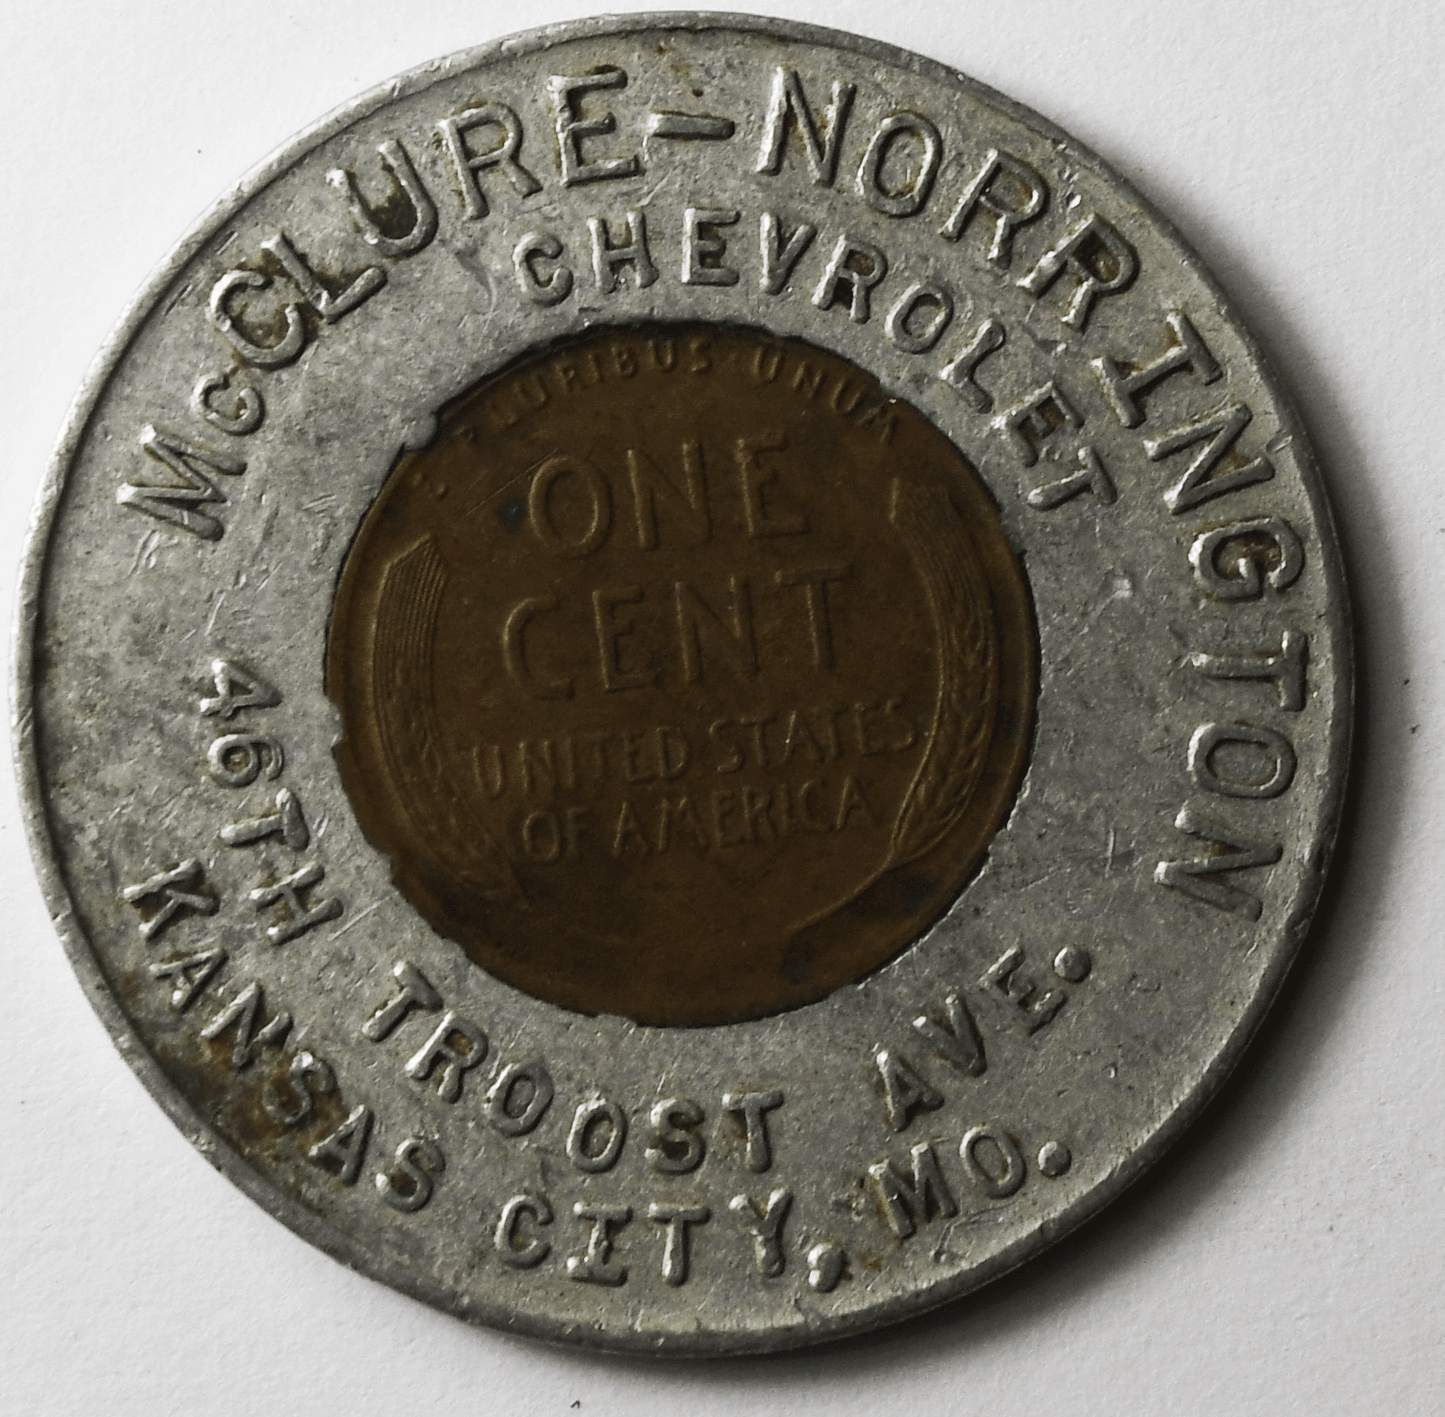 McCLURE-NORRINGTON
CHEVROLET
E PLURIBUS·UNUM
ONE
CENT
UNITED STATES
OF AMERICA
46TH TROOST AVE.
KANSAS CITY, MO.